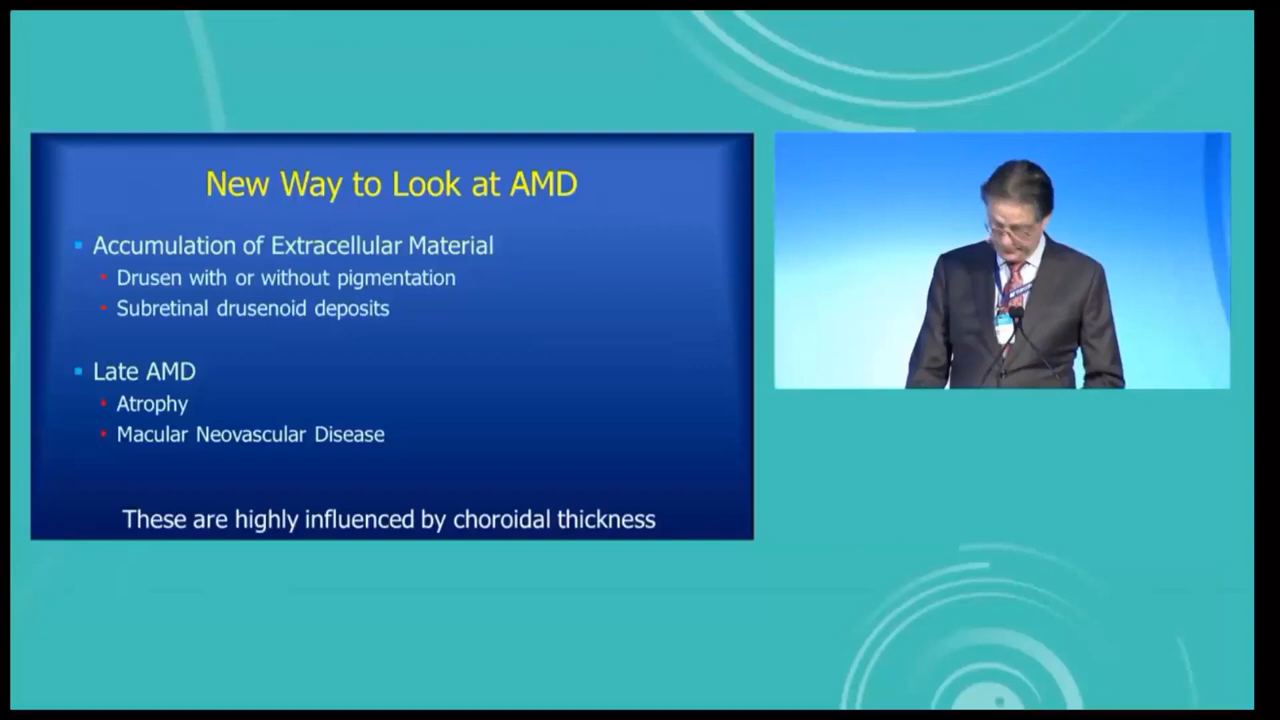 New Way to Look at AMD
Accumulation of Extracellular Material
Drusen with or without pigmentation
Subretinal drusenoid deposits
Late AMD
Atrophy
Macular Neovascular Disease
These are highly influenced by choroidal thickness